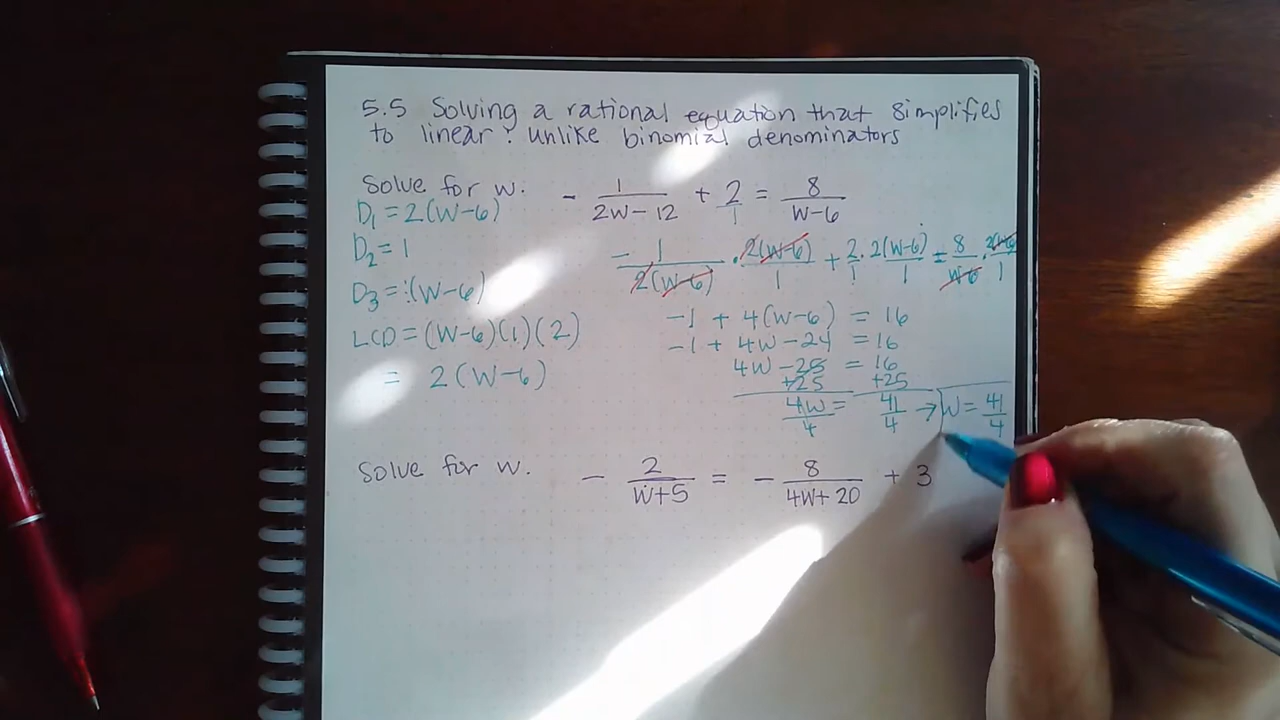 5.5 Solving a rational equation that simplifies
to linear: unlike binomial denominators
Solve for w. - 1/(2w-12) + 2/1 = 8/(w-6)
D₁ = 2(w-6)
D₂ = 1
D₃ = (w-6)
LCD = (w-6)(1)(2)
= 2(w-6)
- 1/(2(w-6)) · 2(w-6)/1 + 2/1 · 2(w-6)/1 = 8/(w-6) · 2(w-6)/1
-1 + 4(w-6) = 16
-1 + 4w-24 = 16
4w -25 = 16
+25 +25
4w/4 = 41/4 → w = 41/4
Solve for w. - 2/(w+5) = - 8/(4w+20) + 3